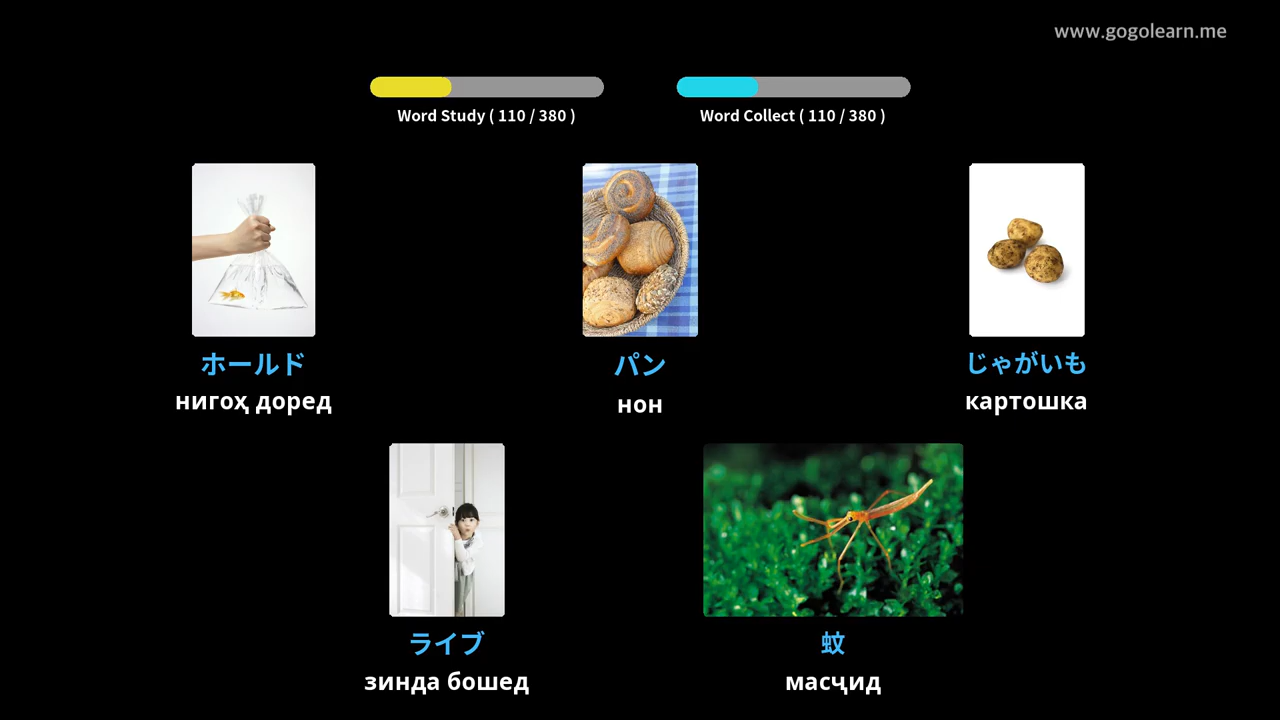 www.gogolearn.me
Word Study ( 110 / 380 )
Word Collect ( 110 / 380 )
ホールド
нигоҳ доред
パン
нон
じゃがいも
картошка
ライブ
зинда бошед
蚊
масҷид